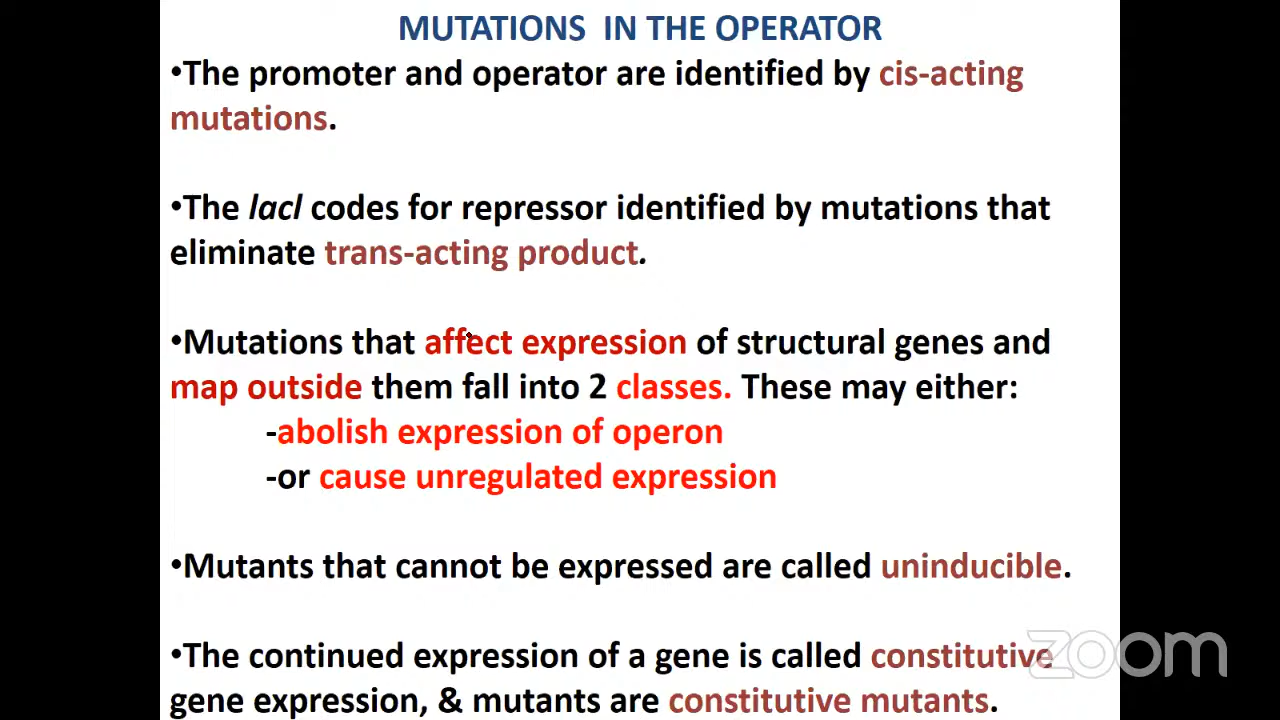 MUTATIONS IN THE OPERATOR
•The promoter and operator are identified by cis-acting
mutations.
•The lacI codes for repressor identified by mutations that
eliminate trans-acting product.
•Mutations that affect expression of structural genes and
map outside them fall into 2 classes. These may either:
-abolish expression of operon
-or cause unregulated expression
•Mutants that cannot be expressed are called uninducible.
•The continued expression of a gene is called constitutive
gene expression, & mutants are constitutive mutants.
zoom